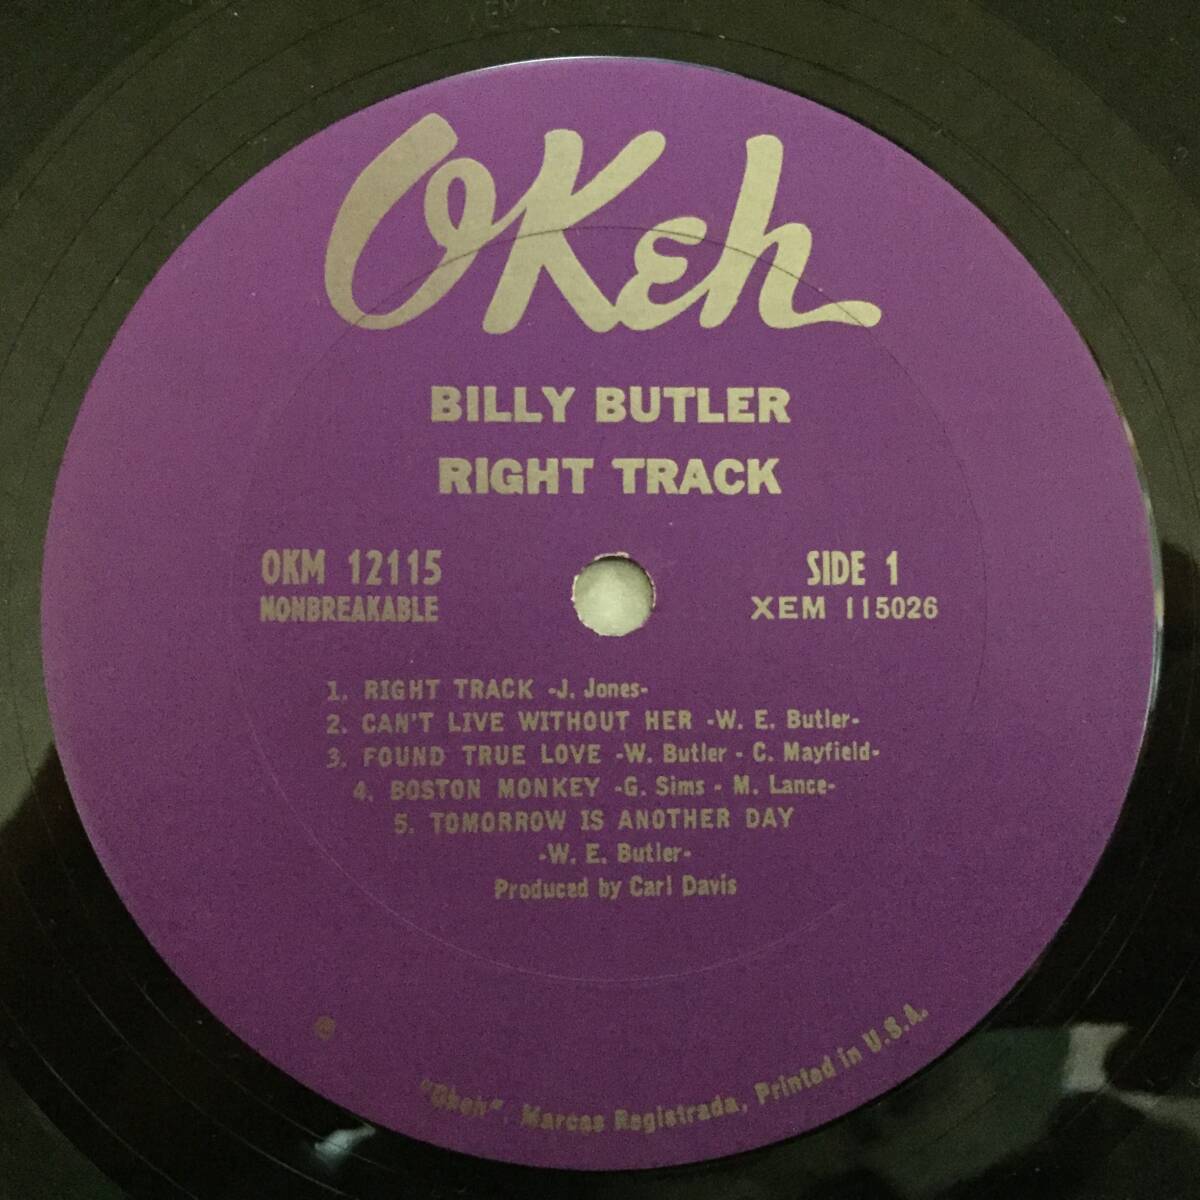 OKeh
BILLY BUTLER
RIGHT TRACK
OKM 12115
NONBREAKABLE
SIDE 1
XEM 115026
1. RIGHT TRACK -J. Jones-
2. CAN'T LIVE WITHOUT HER -W. E. Butler-
3. FOUND TRUE LOVE -W. Butler - C. Mayfield-
4. BOSTON MONKEY -G. Sims - M. Lance-
5. TOMORROW IS ANOTHER DAY
-W. E. Butler-
Produced by Carl Davis
"Okeh", Marcas Registrada, Printed in U.S.A.